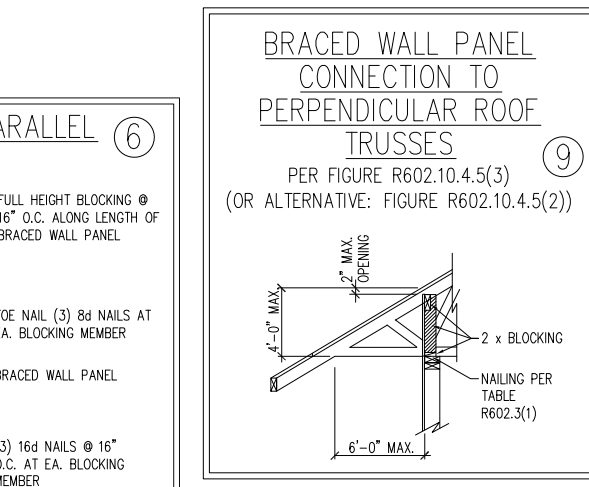 ARALLEL 6
FULL HEIGHT BLOCKING @
16" O.C. ALONG LENGTH OF
BRACED WALL PANEL
TOE NAIL (3) 8d NAILS AT
EA. BLOCKING MEMBER
BRACED WALL PANEL
3) 16d NAILS @ 16"
O.C. AT EA. BLOCKING
MEMBER
BRACED WALL PANEL
CONNECTION TO
PERPENDICULAR ROOF
TRUSSES
9
PER FIGURE R602.10.4.5(3)
(OR ALTERNATIVE: FIGURE R602.10.4.5(2))
2" MAX.
OPENING
4'-0" MAX.
2 x BLOCKING
NAILING PER
TABLE
R602.3(1)
6'-0" MAX.